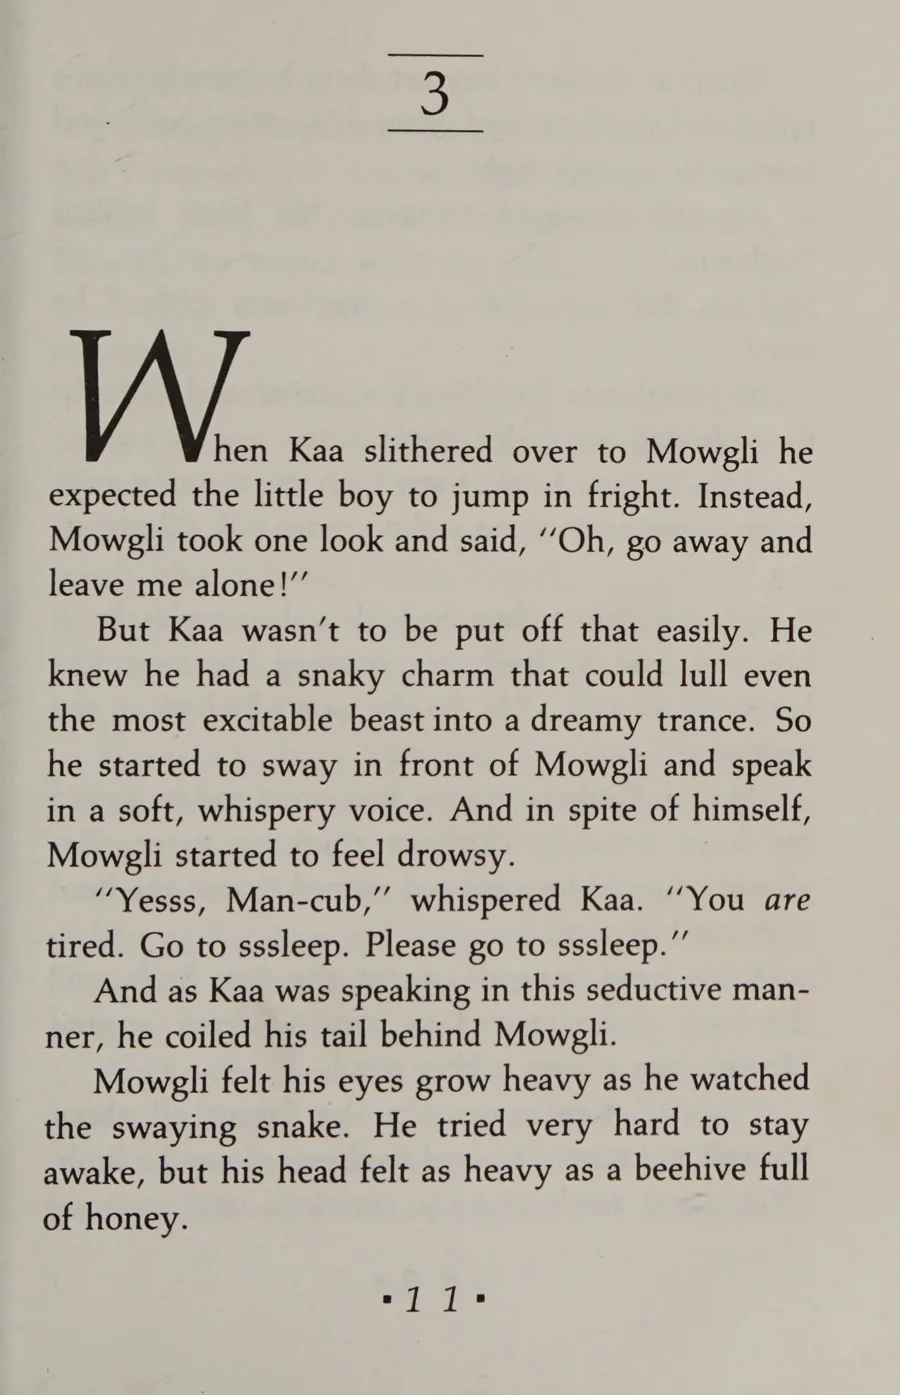 3
When Kaa slithered over to Mowgli he
expected the little boy to jump in fright. Instead,
Mowgli took one look and said, "Oh, go away and
leave me alone!"
But Kaa wasn't to be put off that easily. He
knew he had a snaky charm that could lull even
the most excitable beast into a dreamy trance. So
he started to sway in front of Mowgli and speak
in a soft, whispery voice. And in spite of himself,
Mowgli started to feel drowsy.
"Yesss, Man-cub," whispered Kaa. "You are
tired. Go to sssleep. Please go to sssleep."
And as Kaa was speaking in this seductive man-
ner, he coiled his tail behind Mowgli.
Mowgli felt his eyes grow heavy as he watched
the swaying snake. He tried very hard to stay
awake, but his head felt as heavy as a beehive full
of honey.
· 1 1 ·